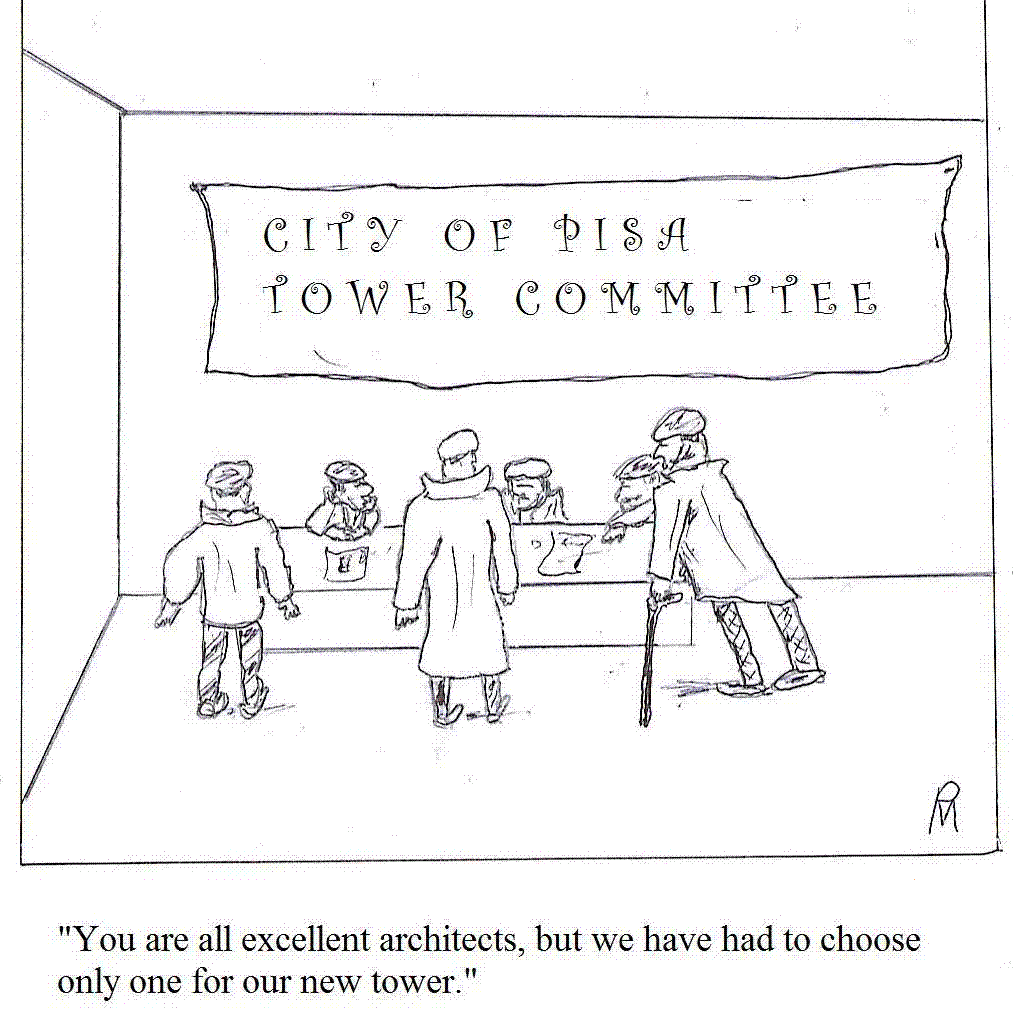 CITY OF PISA
TOWER COMMITTEE
"You are all excellent architects, but we have had to choose
only one for our new tower."